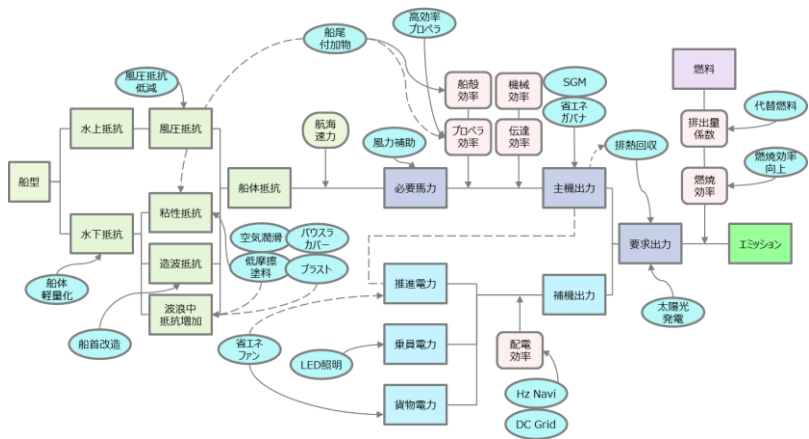 船尾
付加物
高効率
プロペラ
風圧抵抗
低減
水上抵抗
風圧抵抗
航海
速力
船殻
効率
機械
効率
SGM
省エネ
ガバナ
燃料
排出量
係数
代替燃料
プロペラ
効率
伝達
効率
風力補助
排熱回収
燃焼
効率
燃焼効率
向上
船型
船体抵抗
必要馬力
主機出力
粘性抵抗
水下抵抗
空気潤滑
バウスラ
カバー
低摩擦
塗料
ブラスト
造波抵抗
要求出力
エミッション
船体
軽量化
波浪中
抵抗増加
推進電力
補機出力
太陽光
発電
船首改造
省エネ
ファン
LED照明
乗員電力
配電
効率
貨物電力
Hz Navi
DC Grid